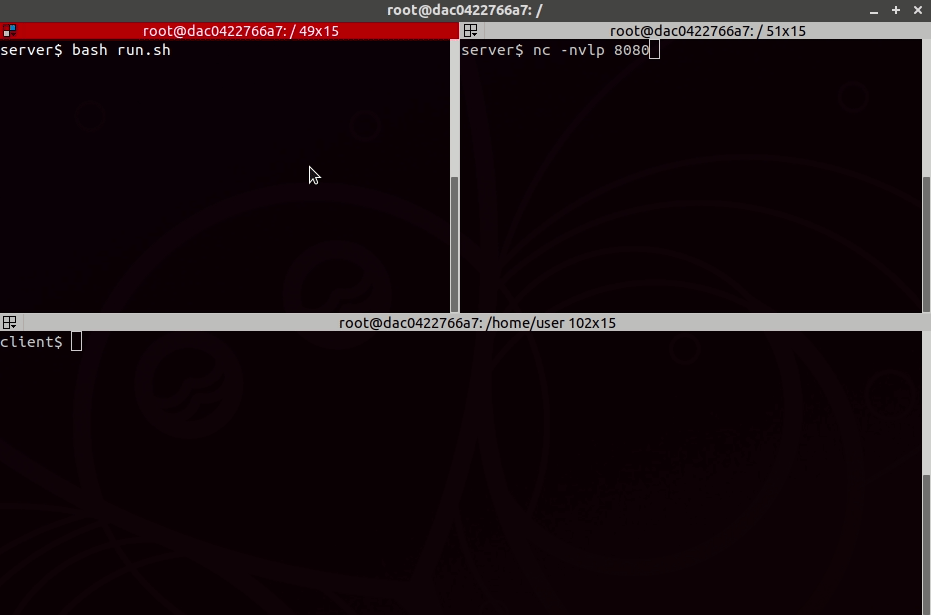 root@dac0422766a7: /
root@dac0422766a7: / 49x15
root@dac0422766a7: / 51x15
server$ bash run.sh
server$ nc -nvlp 8080
root@dac0422766a7: /home/user 102x15
client$